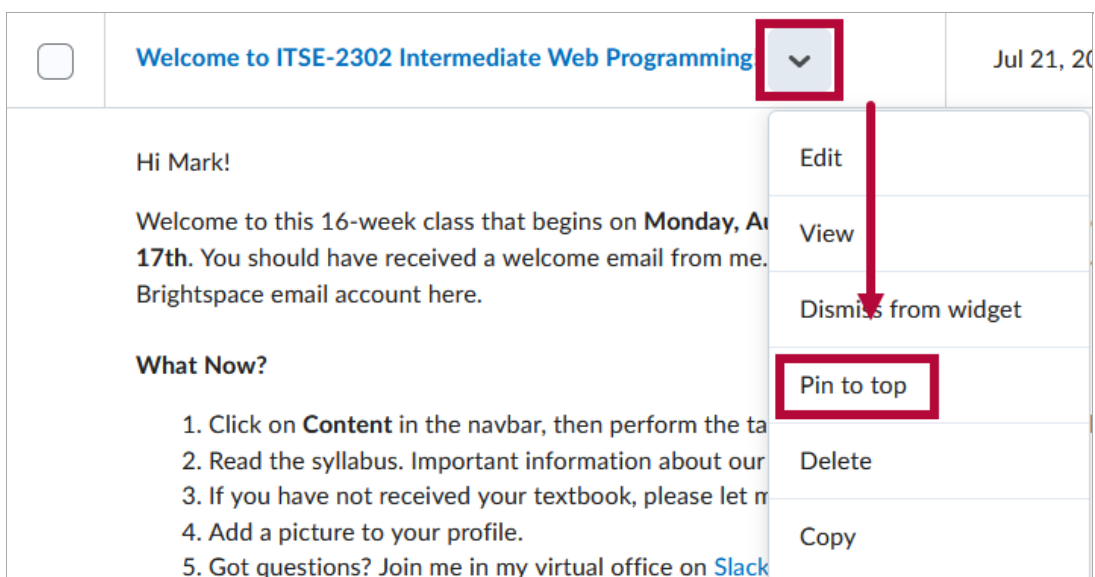 Welcome to ITSE-2302 Intermediate Web Programming
Jul 21, 20
Hi Mark!
Welcome to this 16-week class that begins on Monday, Au
17th. You should have received a welcome email from me.
Brightspace email account here.
What Now?
1. Click on Content in the navbar, then perform the ta
2. Read the syllabus. Important information about our
3. If you have not received your textbook, please let m
4. Add a picture to your profile.
5. Got questions? Join me in my virtual office on Slack
Edit
View
Dismiss from widget
Pin to top
Delete
Copy